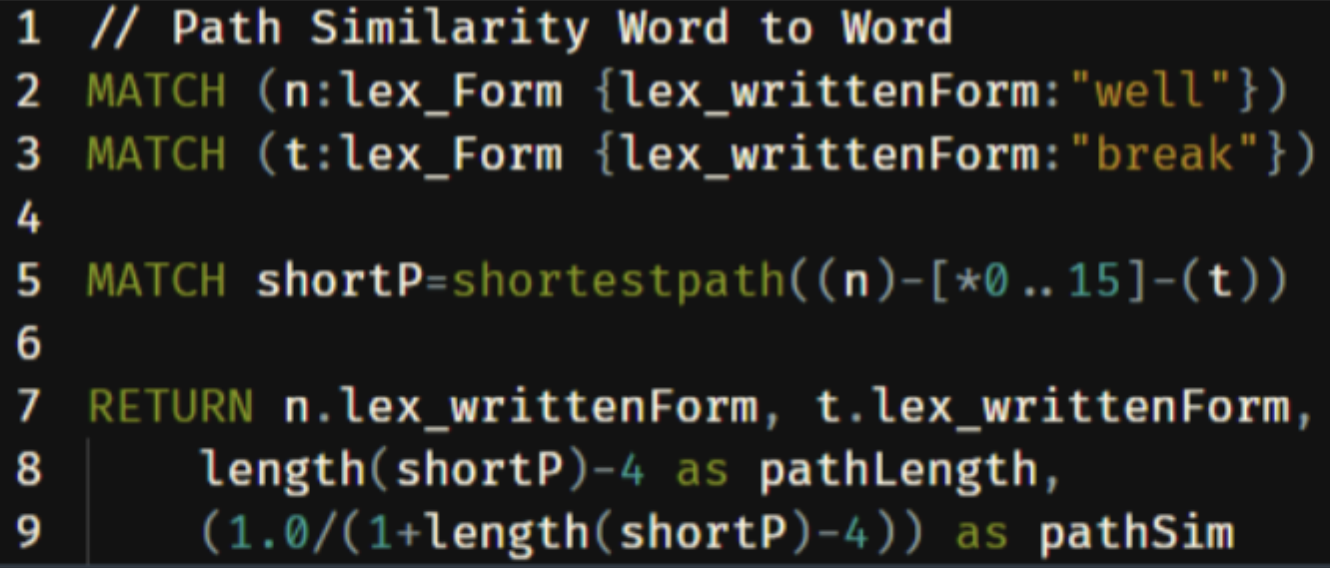 1 // Path Similarity Word to Word
2 MATCH (n:lex_Form {lex_writtenForm:"well"})
3 MATCH (t:lex_Form {lex_writtenForm:"break"})
4
5 MATCH shortP=shortestpath((n)-[*0..15]-(t))
6
7 RETURN n.lex_writtenForm, t.lex_writtenForm,
8 length(shortP)-4 as pathLength,
9 (1.0/(1+length(shortP)-4)) as pathSim